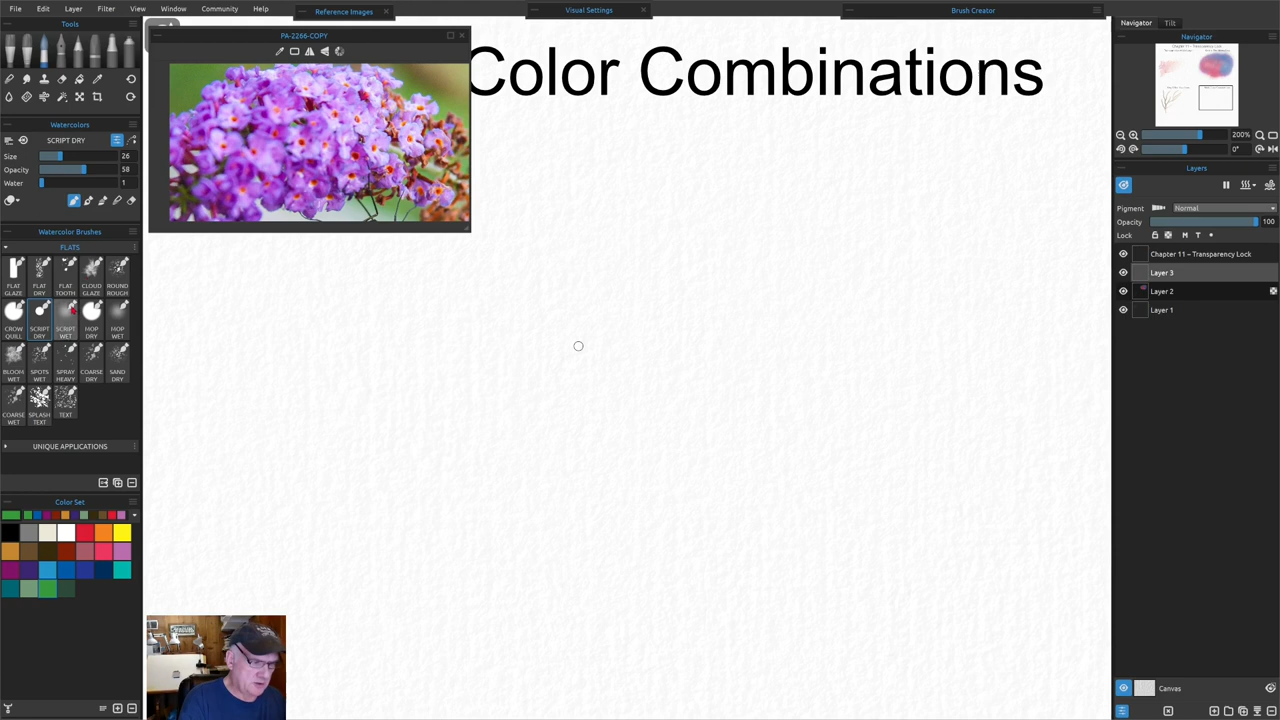 File Edit Layer Filter View Window Community Help
Reference Images
Visual Settings
Brush Creator
Tools
Watercolors
SCRIPT DRY
Size 26
Opacity 58
Water 1
Watercolor Brushes
FLATS
FLAT GLAZE FLAT DRY FLAT TOOTH CLOUD GLAZE ROUND ROUGH
CROW QUILL SCRIPT DRY SCRIPT WET MOP DRY MOP WET
BLOOM WET SPOTS WET SPRAY HEAVY COARSE DRY SAND DRY
COARSE WET SPLASH TEXT TEXT
UNIQUE APPLICATIONS
Color Set
PA-2266-COPY
Color Combinations
Navigator Tilt
Navigator
200%
0°
Layers
Pigment Normal
Opacity 100
Lock M T
Chapter 11 – Transparency Lock
Layer 3
Layer 2
Layer 1
Canvas